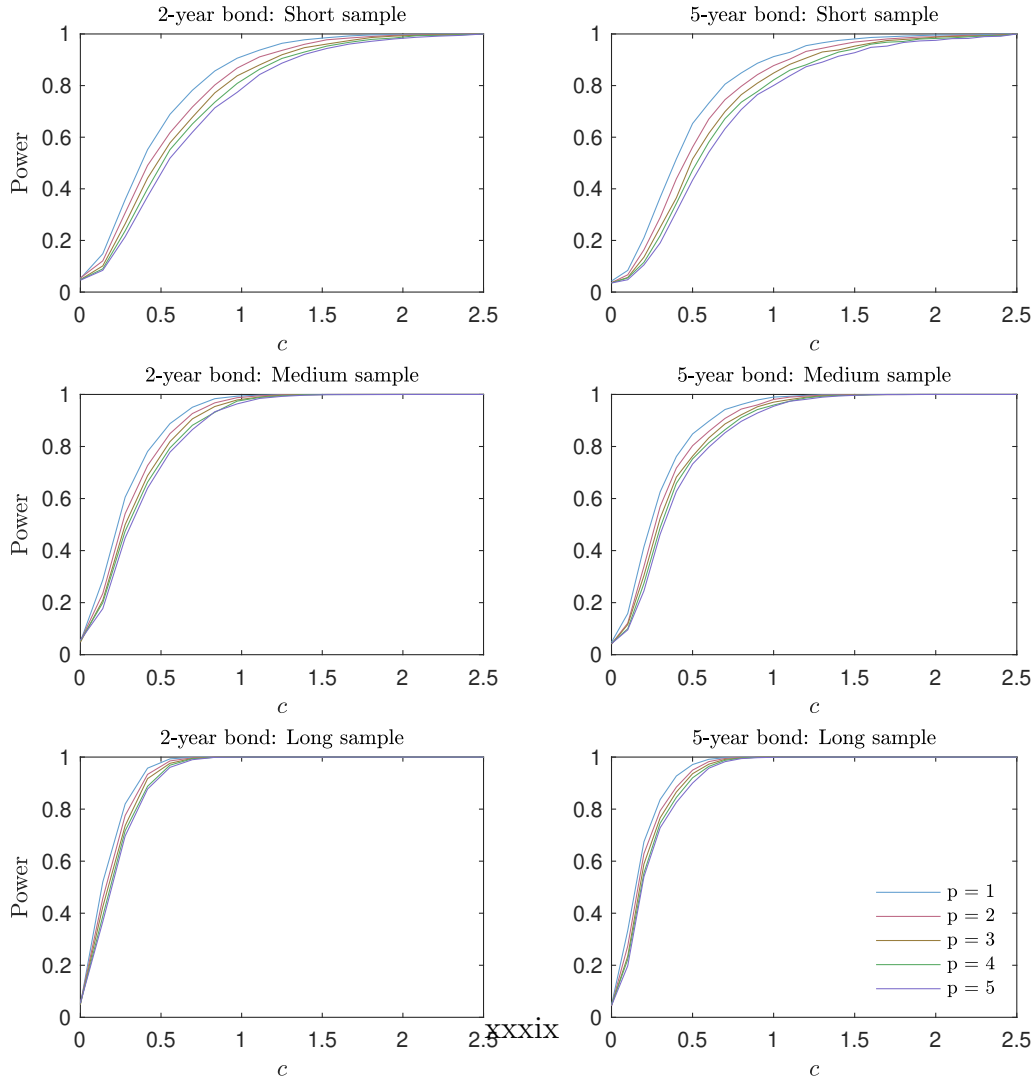 2-year bond: Short sample
Power
1
0.8
0.6
0.4
0.2
0
0 0.5 1 1.5 2 2.5
c
5-year bond: Short sample
1
0.8
0.6
0.4
0.2
0
0 0.5 1 1.5 2 2.5
c
2-year bond: Medium sample
Power
1
0.8
0.6
0.4
0.2
0
0 0.5 1 1.5 2 2.5
c
5-year bond: Medium sample
1
0.8
0.6
0.4
0.2
0
0 0.5 1 1.5 2 2.5
c
2-year bond: Long sample
Power
1
0.8
0.6
0.4
0.2
0
0 0.5 1 1.5 2 2.5
c
5-year bond: Long sample
1
0.8
0.6
0.4
0.2
0
p = 1
p = 2
p = 3
p = 4
p = 5
0 0.5 1 1.5 2 2.5
c
xxxix